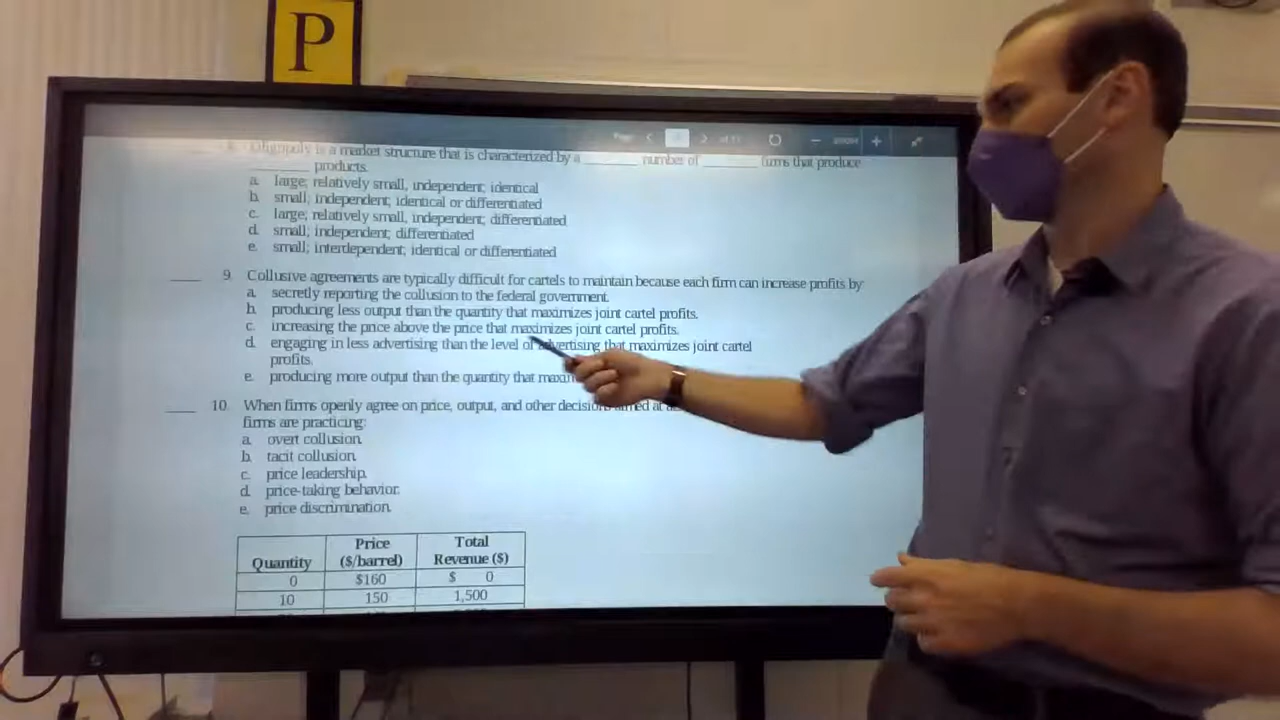 P
Page
Oligopoly is a market structure that is characterized by a ________ number of _______ firms that produce
________ products.
a. large; relatively small, independent; identical
b. small; independent; identical or differentiated
c. large; relatively small, independent; differentiated
d. small; independent; differentiated
e. small; interdependent; identical or differentiated
____ 9. Collusive agreements are typically difficult for cartels to maintain because each firm can increase profits by
a. secretly reporting the collusion to the federal government.
b. producing less output than the quantity that maximizes joint cartel profits.
c. increasing the price above the price that maximizes joint cartel profits.
d. engaging in less advertising than the level of advertising that maximizes joint cartel
profits.
e. producing more output than the quantity that
____ 10. When firms openly agree on price, output, and other
firms are practicing:
a. overt collusion.
b. tacit collusion.
c. price leadership.
d. price-taking behavior.
e. price discrimination.
Quantity Price ($/barrel) Total Revenue ($)
0 $160 $ 0
10 150 1,500